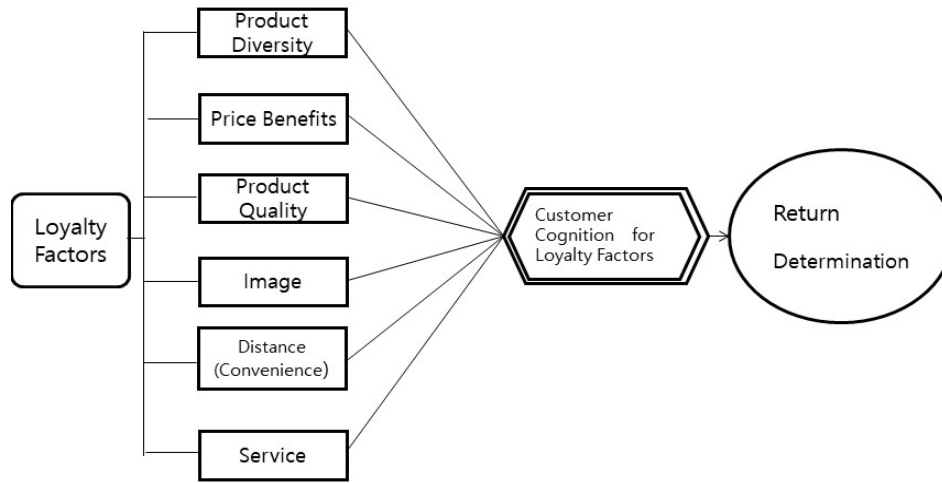 Loyalty
Factors
Product
Diversity
Price Benefits
Product
Quality
Image
Distance
(Convenience)
Service
Customer
Cognition for
Loyalty Factors
Return
Determination